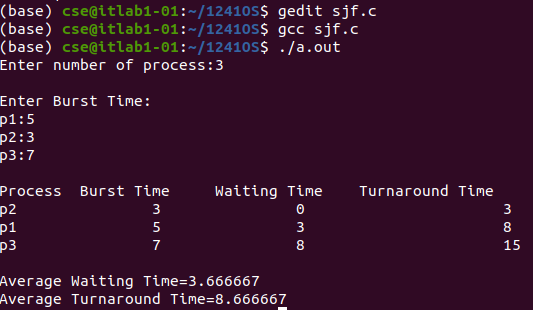 (base) cse@itlab1-01:~/1241OS$ gedit sjf.c
(base) cse@itlab1-01:~/1241OS$ gcc sjf.c
(base) cse@itlab1-01:~/1241OS$ ./a.out
Enter number of process:3

Enter Burst Time:
p1:5
p2:3
p3:7

Process  Burst Time     Waiting Time    Turnaround Time
p2               3               0                      3
p1               5               3                      8
p3               7               8                      15

Average Waiting Time=3.666667
Average Turnaround Time=8.666667